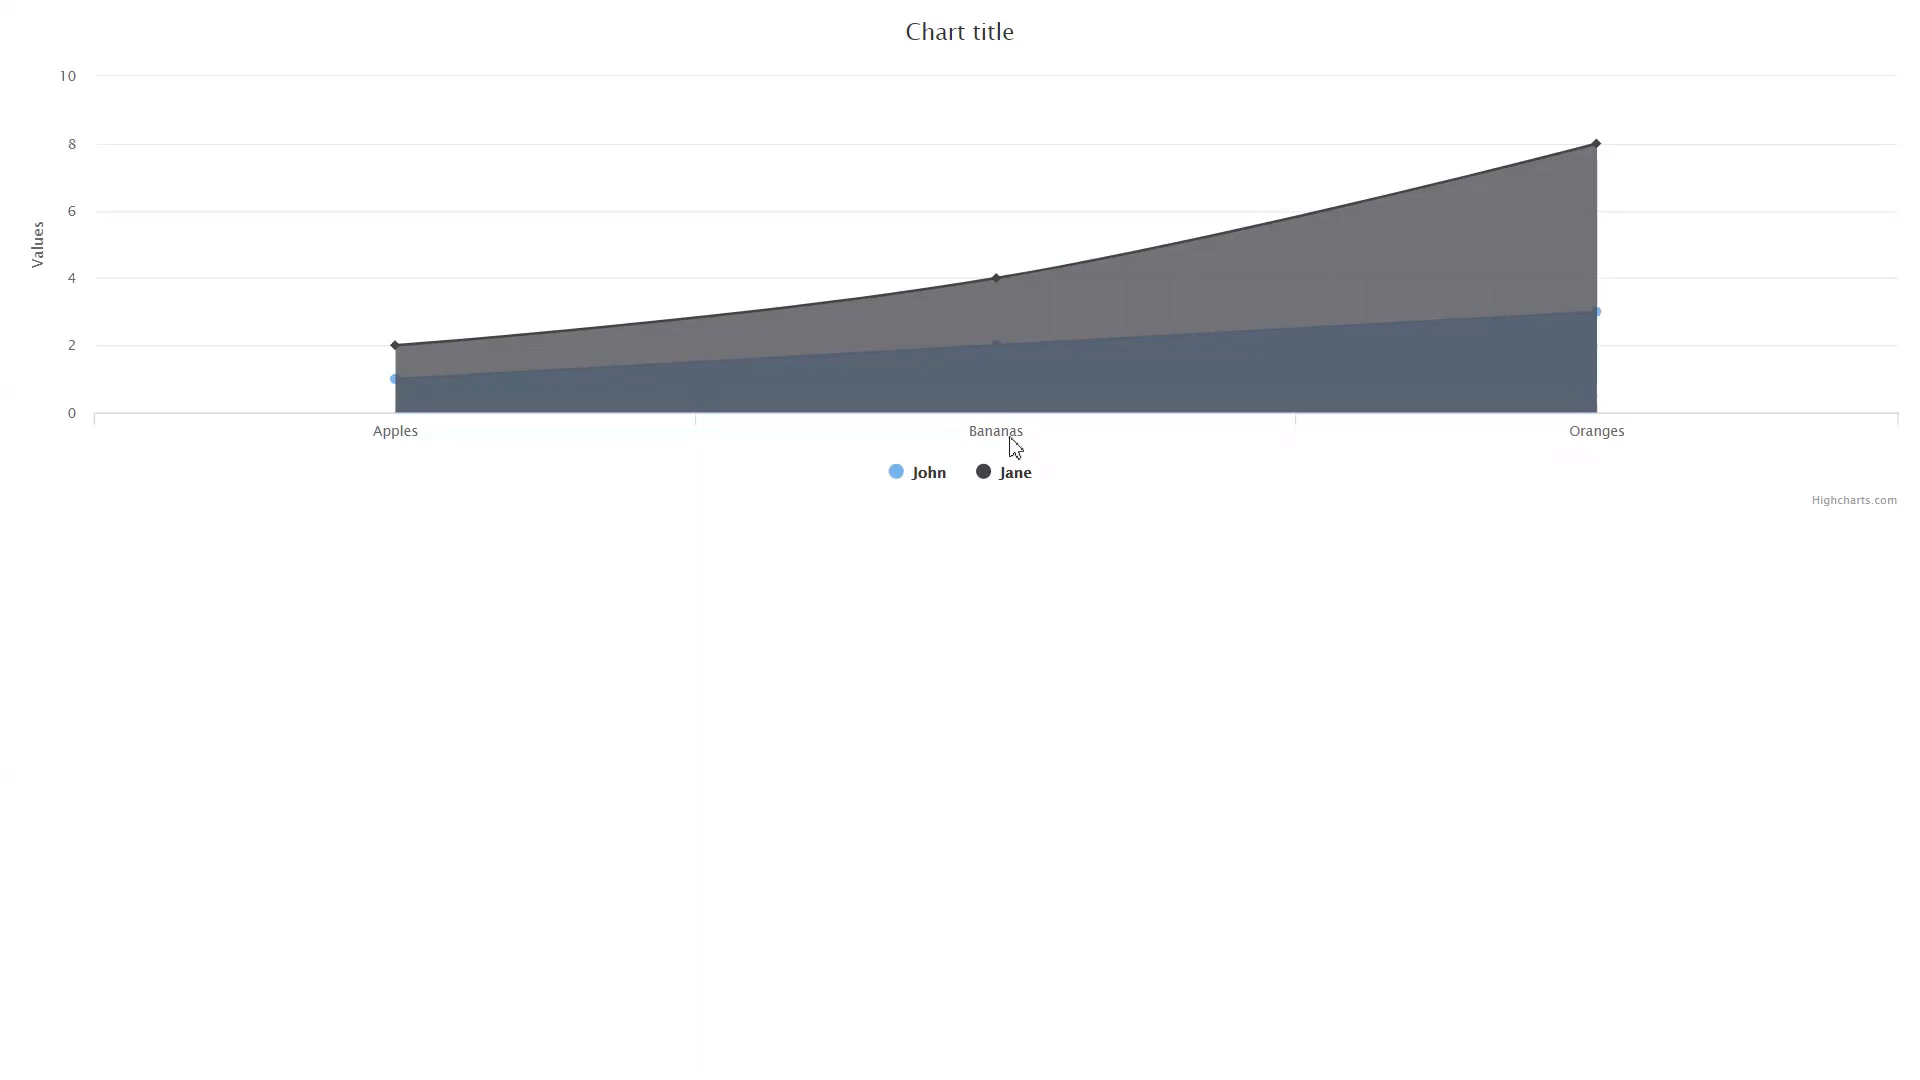 Chart title
10
8
6
4
2
0
Values
Apples
Bananas
Oranges
John
Jane
Highcharts.com